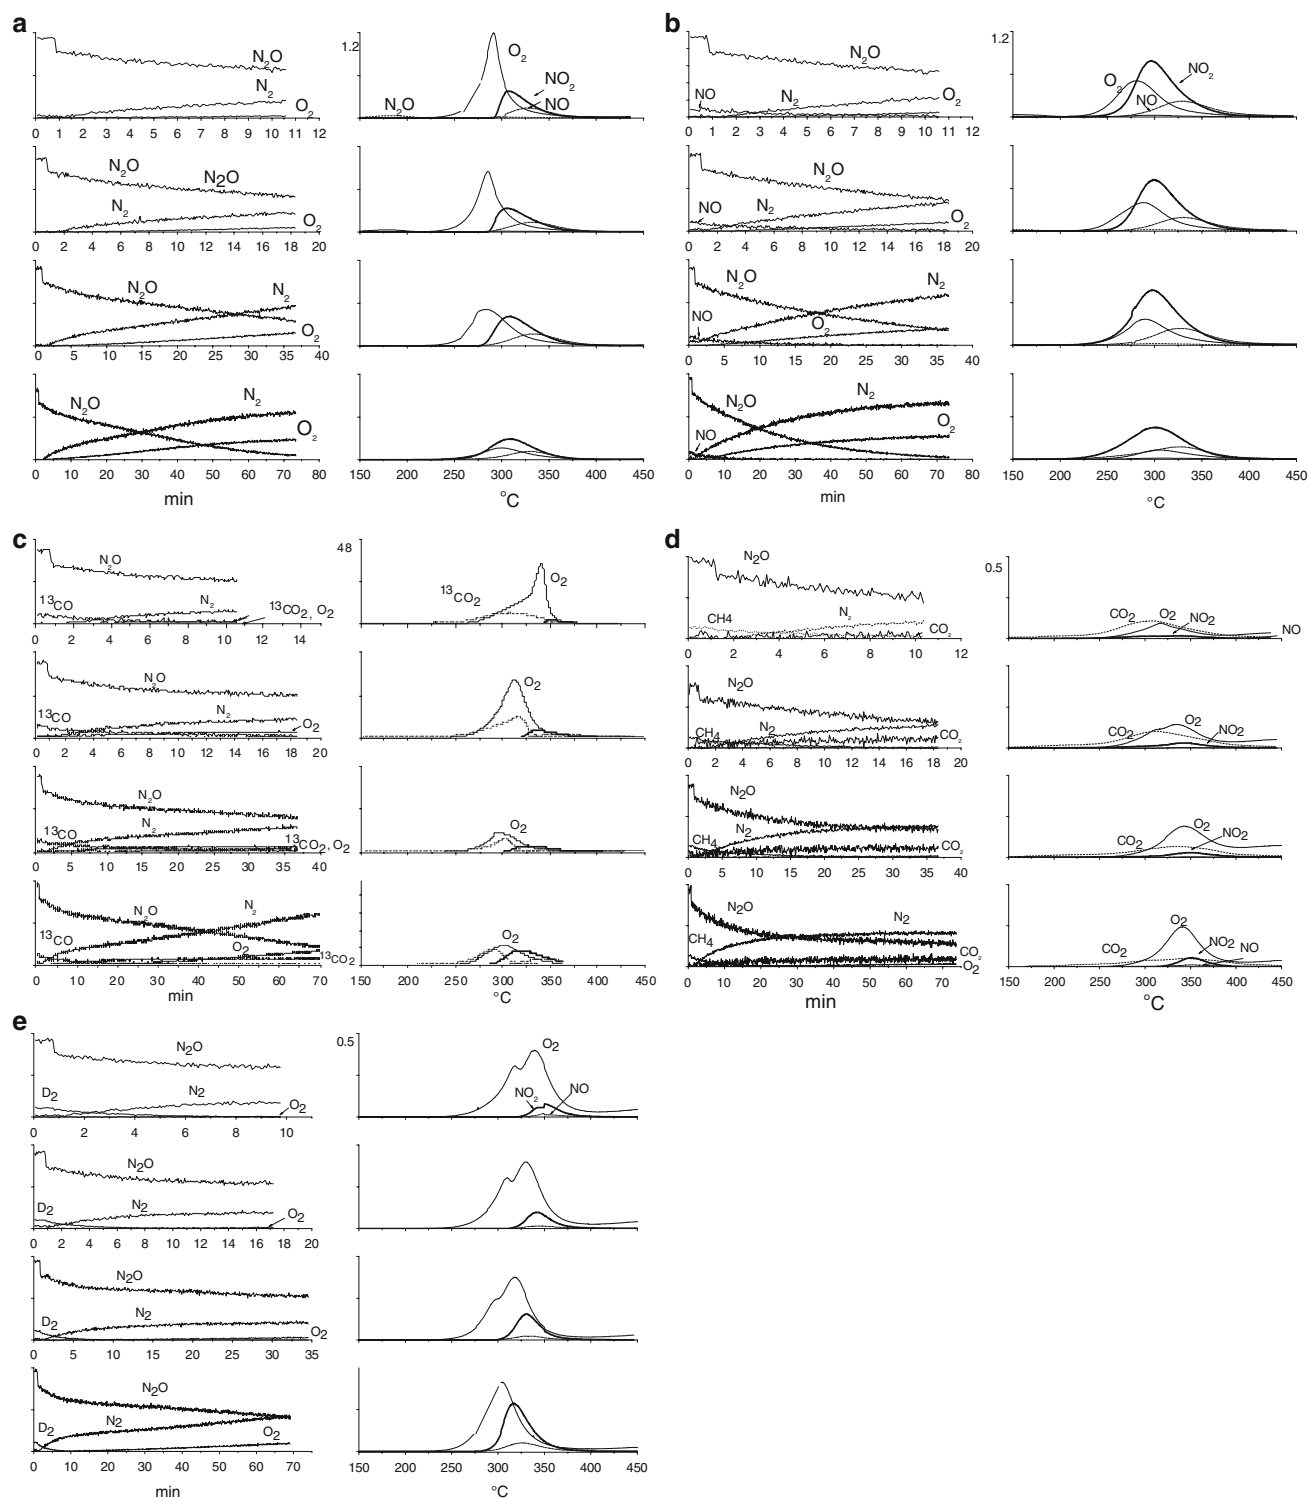 a
N2O
N2
O2
0 1 2 3 4 5 6 7 8 9 10 11 12
1.2
O2
NO2
NO
N2O
N2O
N2O
N2
O2
0 2 4 6 8 10 12 14 16 18 20
N2O
N2
O2
0 5 10 15 20 25 30 35 40
N2O
N2
O2
0 10 20 30 40 50 60 70 80
min
150 200 250 300 350 400 450
°C
b
N2O
NO
N2
O2
0 1 2 3 4 5 6 7 8 9 10 11 12
1.2
O2
NO2
NO
N2O
NO
N2
O2
0 2 4 6 8 10 12 14 16 18 20
N2O
N2
NO
O2
0 5 10 15 20 25 30 35 40
N2O
N2
NO
O2
0 10 20 30 40 50 60 70 80
min
150 200 250 300 350 400 450
°C
c
N2O
13CO
N2
13CO2, O2
0 2 4 6 8 10 12 14
48
13CO2
O2
N2O
13CO
N2
O2
0 2 4 6 8 10 12 14 16 18 20
O2
N2O
N2
13CO
13CO2, O2
0 5 10 15 20 25 30 35 40
O2
N2O
N2
13CO
O2
13CO2
0 10 20 30 40 50 60 70
min
O2
150 200 250 300 350 400 450
°C
d
N2O
CH4
N2
CO2
0 2 4 6 8 10 12
0.5
CO2
O2
NO2
NO
N2O
CH4
N2
CO2
0 2 4 6 8 10 12 14 16 18 20
CO2
O2
NO2
N2O
N2
CH4
CO2
0 5 10 15 20 25 30 35 40
CO2
O2
NO2
N2O
N2
CH4
CO2
O2
0 10 20 30 40 50 60 70
min
O2
CO2
NO2
NO
150 200 250 300 350 400 450
°C
e
N2O
D2
N2
O2
0 2 4 6 8 10
0.5
O2
NO2
NO
N2O
D2
N2
O2
0 2 4 6 8 10 12 14 16 18 20
N2O
N2
D2
O2
0 5 10 15 20 25 30 35
N2O
N2
D2
O2
0 10 20 30 40 50 60 70
min
150 200 250 300 350 400 450
°C